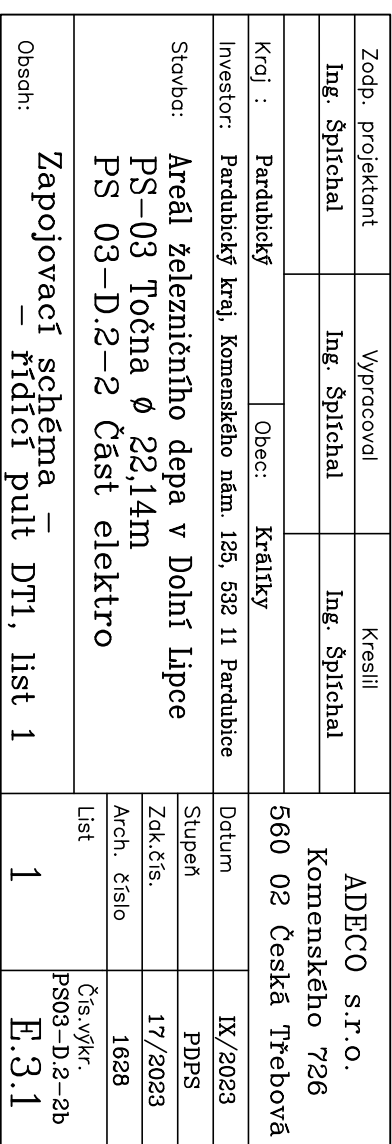 Zodp. projektant Vypracoval Kreslil
Ing. Šplíchal Ing. Šplíchal Ing. Šplíchal
ADECO s.r.o.
Komenského 726
560 02 Česká Třebová
Kraj : Pardubický Obec: Králíky
Investor: Pardubický kraj, Komenského nám. 125, 532 11 Pardubice
Datum IX/2023
Stavba: Areál železničního depa v Dolní Lipce
PS-03 Točna ø 22,14m
PS 03-D.2-2 Část elektro
Stupeň PDPS
Zak.čís. 17/2023
Arch. číslo 1628
Obsah: Zapojovací schéma –
– řídící pult DT1, list 1
List
1
Čís.výkr.
PS03-D.2-2b
E.3.1